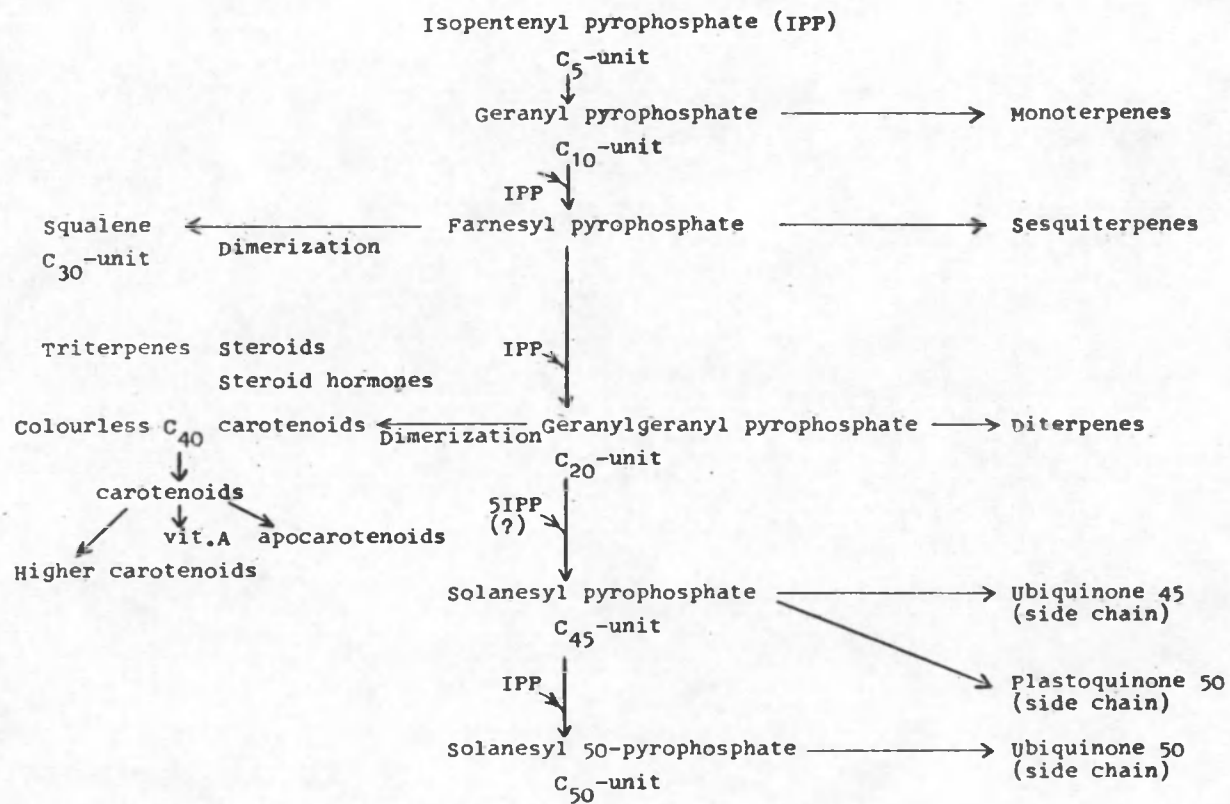 Isopentenyl pyrophosphate (IPP)
C5-unit
Geranyl pyrophosphate
Monoterpenes
C10-unit
IPP
Squalene
Dimerization
Farnesyl pyrophosphate
Sesquiterpenes
C30-unit
Triterpenes Steroids
IPP
Steroid hormones
Colourless C40 carotenoids
Dimerization
Geranylgeranyl pyrophosphate
Diterpenes
C20-unit
carotenoids
5IPP
(?)
vit.A apocarotenoids
Higher carotenoids
Solanesyl pyrophosphate
Ubiquinone 45
(side chain)
C45-unit
IPP
Plastoquinone 50
(side chain)
Solanesyl 50-pyrophosphate
Ubiquinone 50
(side chain)
C50-unit